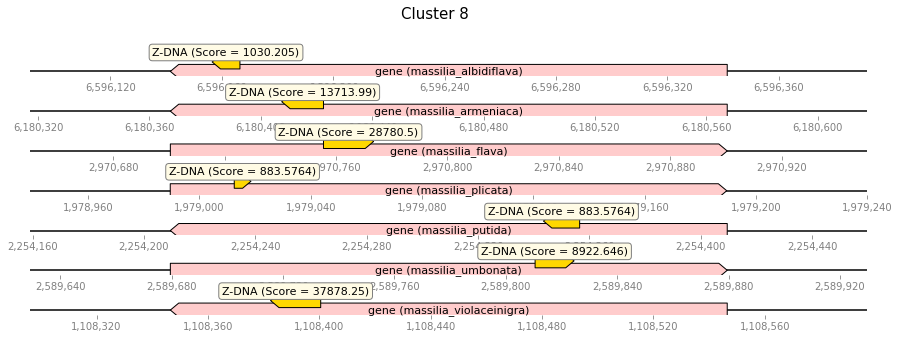 Cluster 8
Z-DNA (Score = 1030.205)
gene (massilia_albidiflava)
6,596,120 6,596,240 6,596,280 6,596,320 6,596,360
Z-DNA (Score = 13713.99)
gene (massilia_armeniaca)
6,180,320 6,180,360 6,180,480 6,180,520 6,180,560 6,180,600
Z-DNA (Score = 28780.5)
gene (massilia_flava)
2,970,680 2,970,800 2,970,840 2,970,880 2,970,920
Z-DNA (Score = 883.5764)
gene (massilia_plicata)
1,978,960 1,979,000 1,979,040 1,979,080 1,979,200 1,979,240
Z-DNA (Score = 883.5764)
gene (massilia_putida)
2,254,160 2,254,200 2,254,240 2,254,280 2,254,400 2,254,440
Z-DNA (Score = 8922.646)
gene (massilia_umbonata)
2,589,640 2,589,680 2,589,760 2,589,800 2,589,840 2,589,880 2,589,920
Z-DNA (Score = 37878.25)
gene (massilia_violaceinigra)
1,108,320 1,108,360 1,108,400 1,108,440 1,108,480 1,108,520 1,108,560